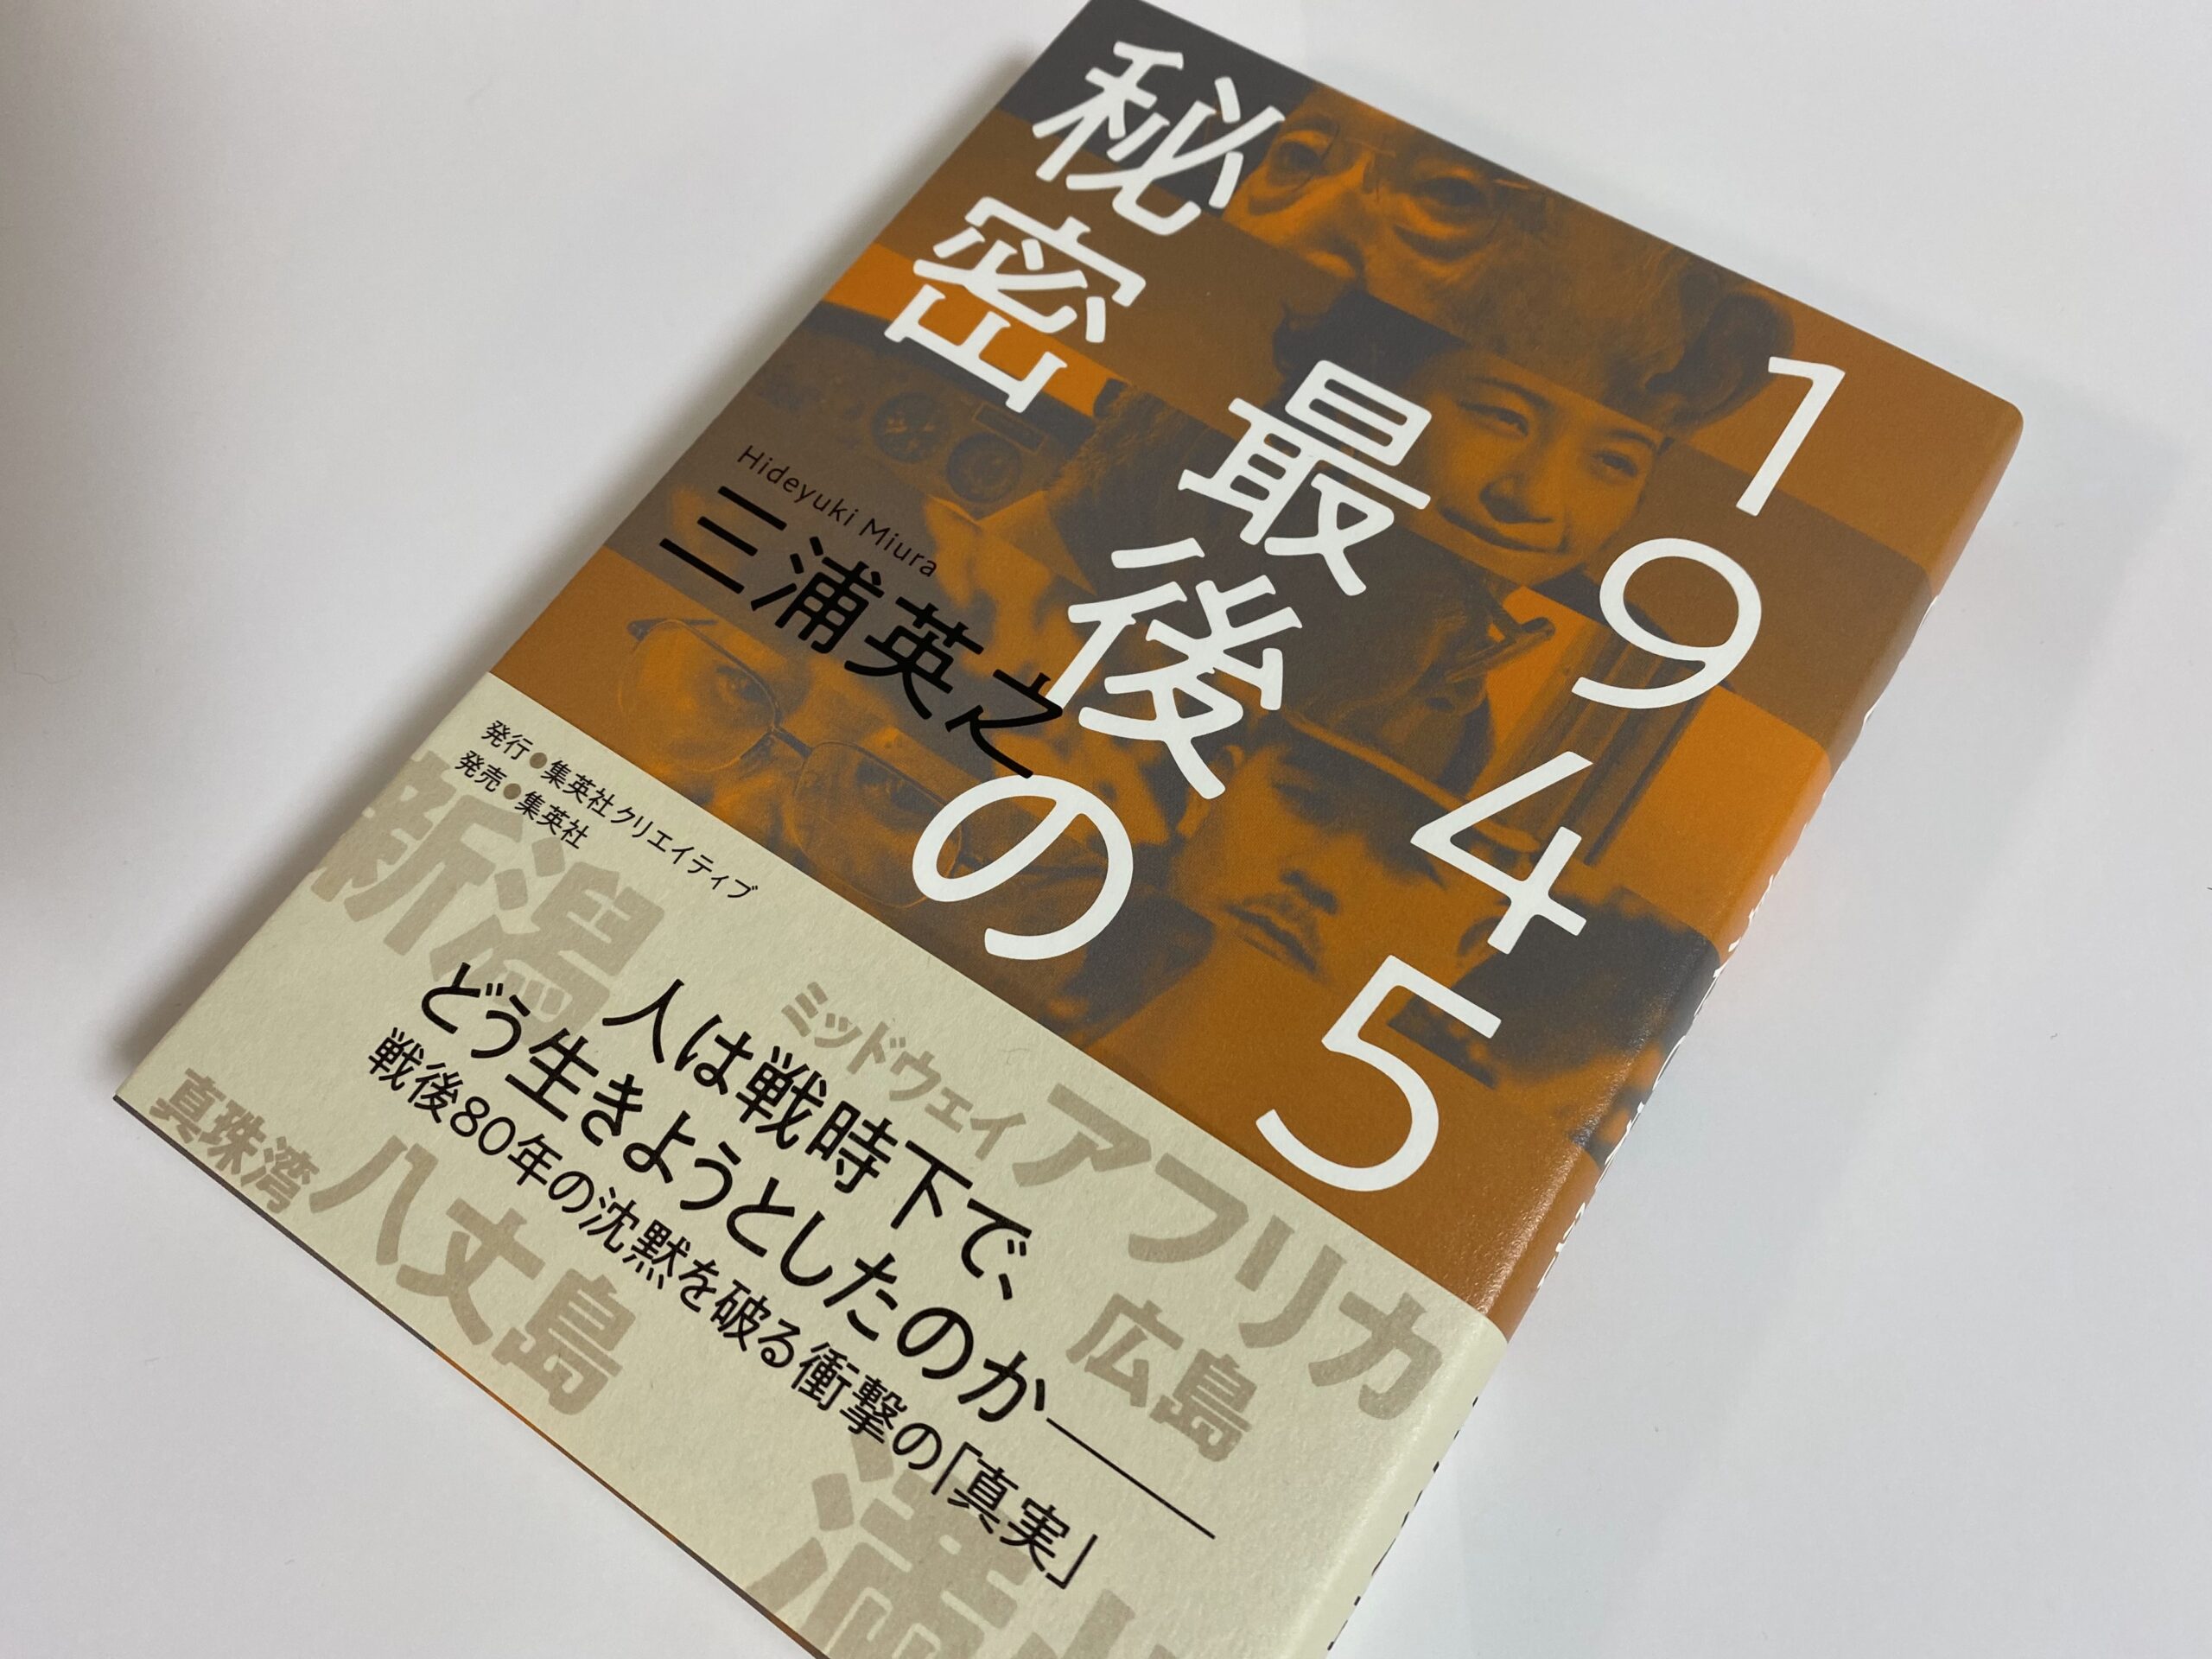 1945
最後の
秘密
Hideyuki Miura
三浦英之
発行●集英社クリエイティブ
発売●集英社
新潟
ミッドウェイ
アフリカ
人は戦時下で、
どう生きようとしたのか――
戦後80年の沈黙を破る衝撃の「真実」
広島
真珠湾
八丈島
満